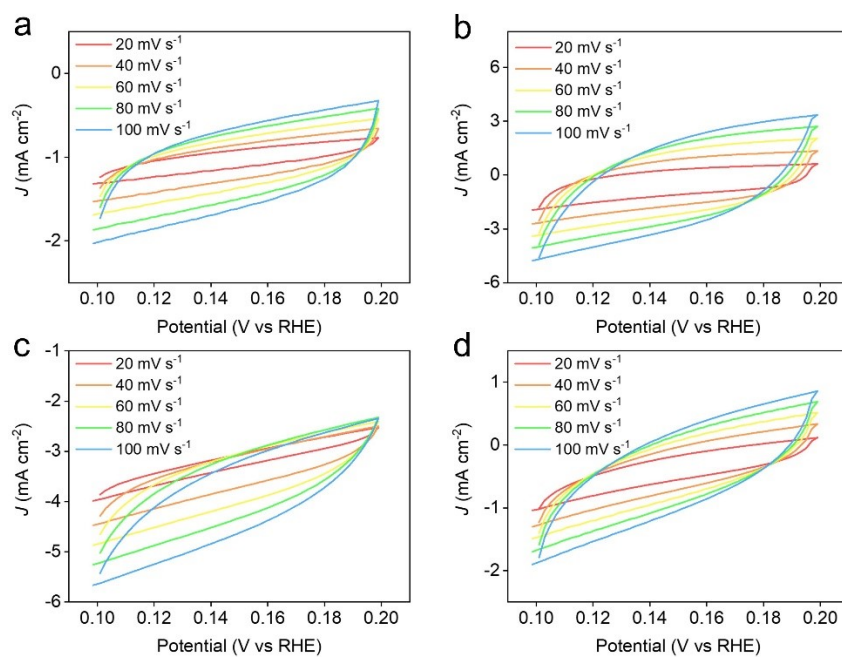 a
20 mV s⁻¹
40 mV s⁻¹
60 mV s⁻¹
80 mV s⁻¹
100 mV s⁻¹
0
-1
-2
J (mA cm⁻²)
0.10 0.12 0.14 0.16 0.18 0.20
Potential (V vs RHE)
b
20 mV s⁻¹
40 mV s⁻¹
60 mV s⁻¹
80 mV s⁻¹
100 mV s⁻¹
6
3
0
-3
-6
J (mA cm⁻²)
0.10 0.12 0.14 0.16 0.18 0.20
Potential (V vs RHE)
c
20 mV s⁻¹
40 mV s⁻¹
60 mV s⁻¹
80 mV s⁻¹
100 mV s⁻¹
-1
-2
-3
-4
-5
-6
J (mA cm⁻²)
0.10 0.12 0.14 0.16 0.18 0.20
Potential (V vs RHE)
d
20 mV s⁻¹
40 mV s⁻¹
60 mV s⁻¹
80 mV s⁻¹
100 mV s⁻¹
1
0
-1
-2
J (mA cm⁻²)
0.10 0.12 0.14 0.16 0.18 0.20
Potential (V vs RHE)